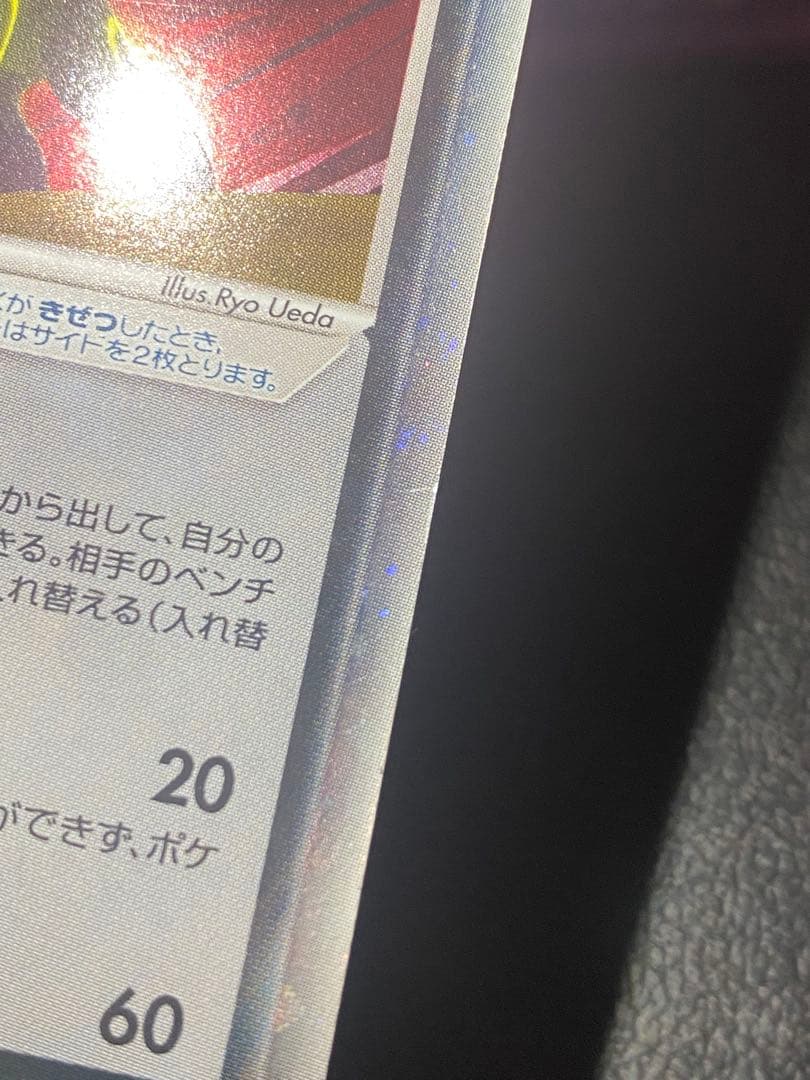 illus. Ryo Ueda
が きぜつしたとき、
はサイドを2枚とります。
から出して、自分の
きる。相手のベンチ
れ替える(入れ替
20
ができず、ポケ
60